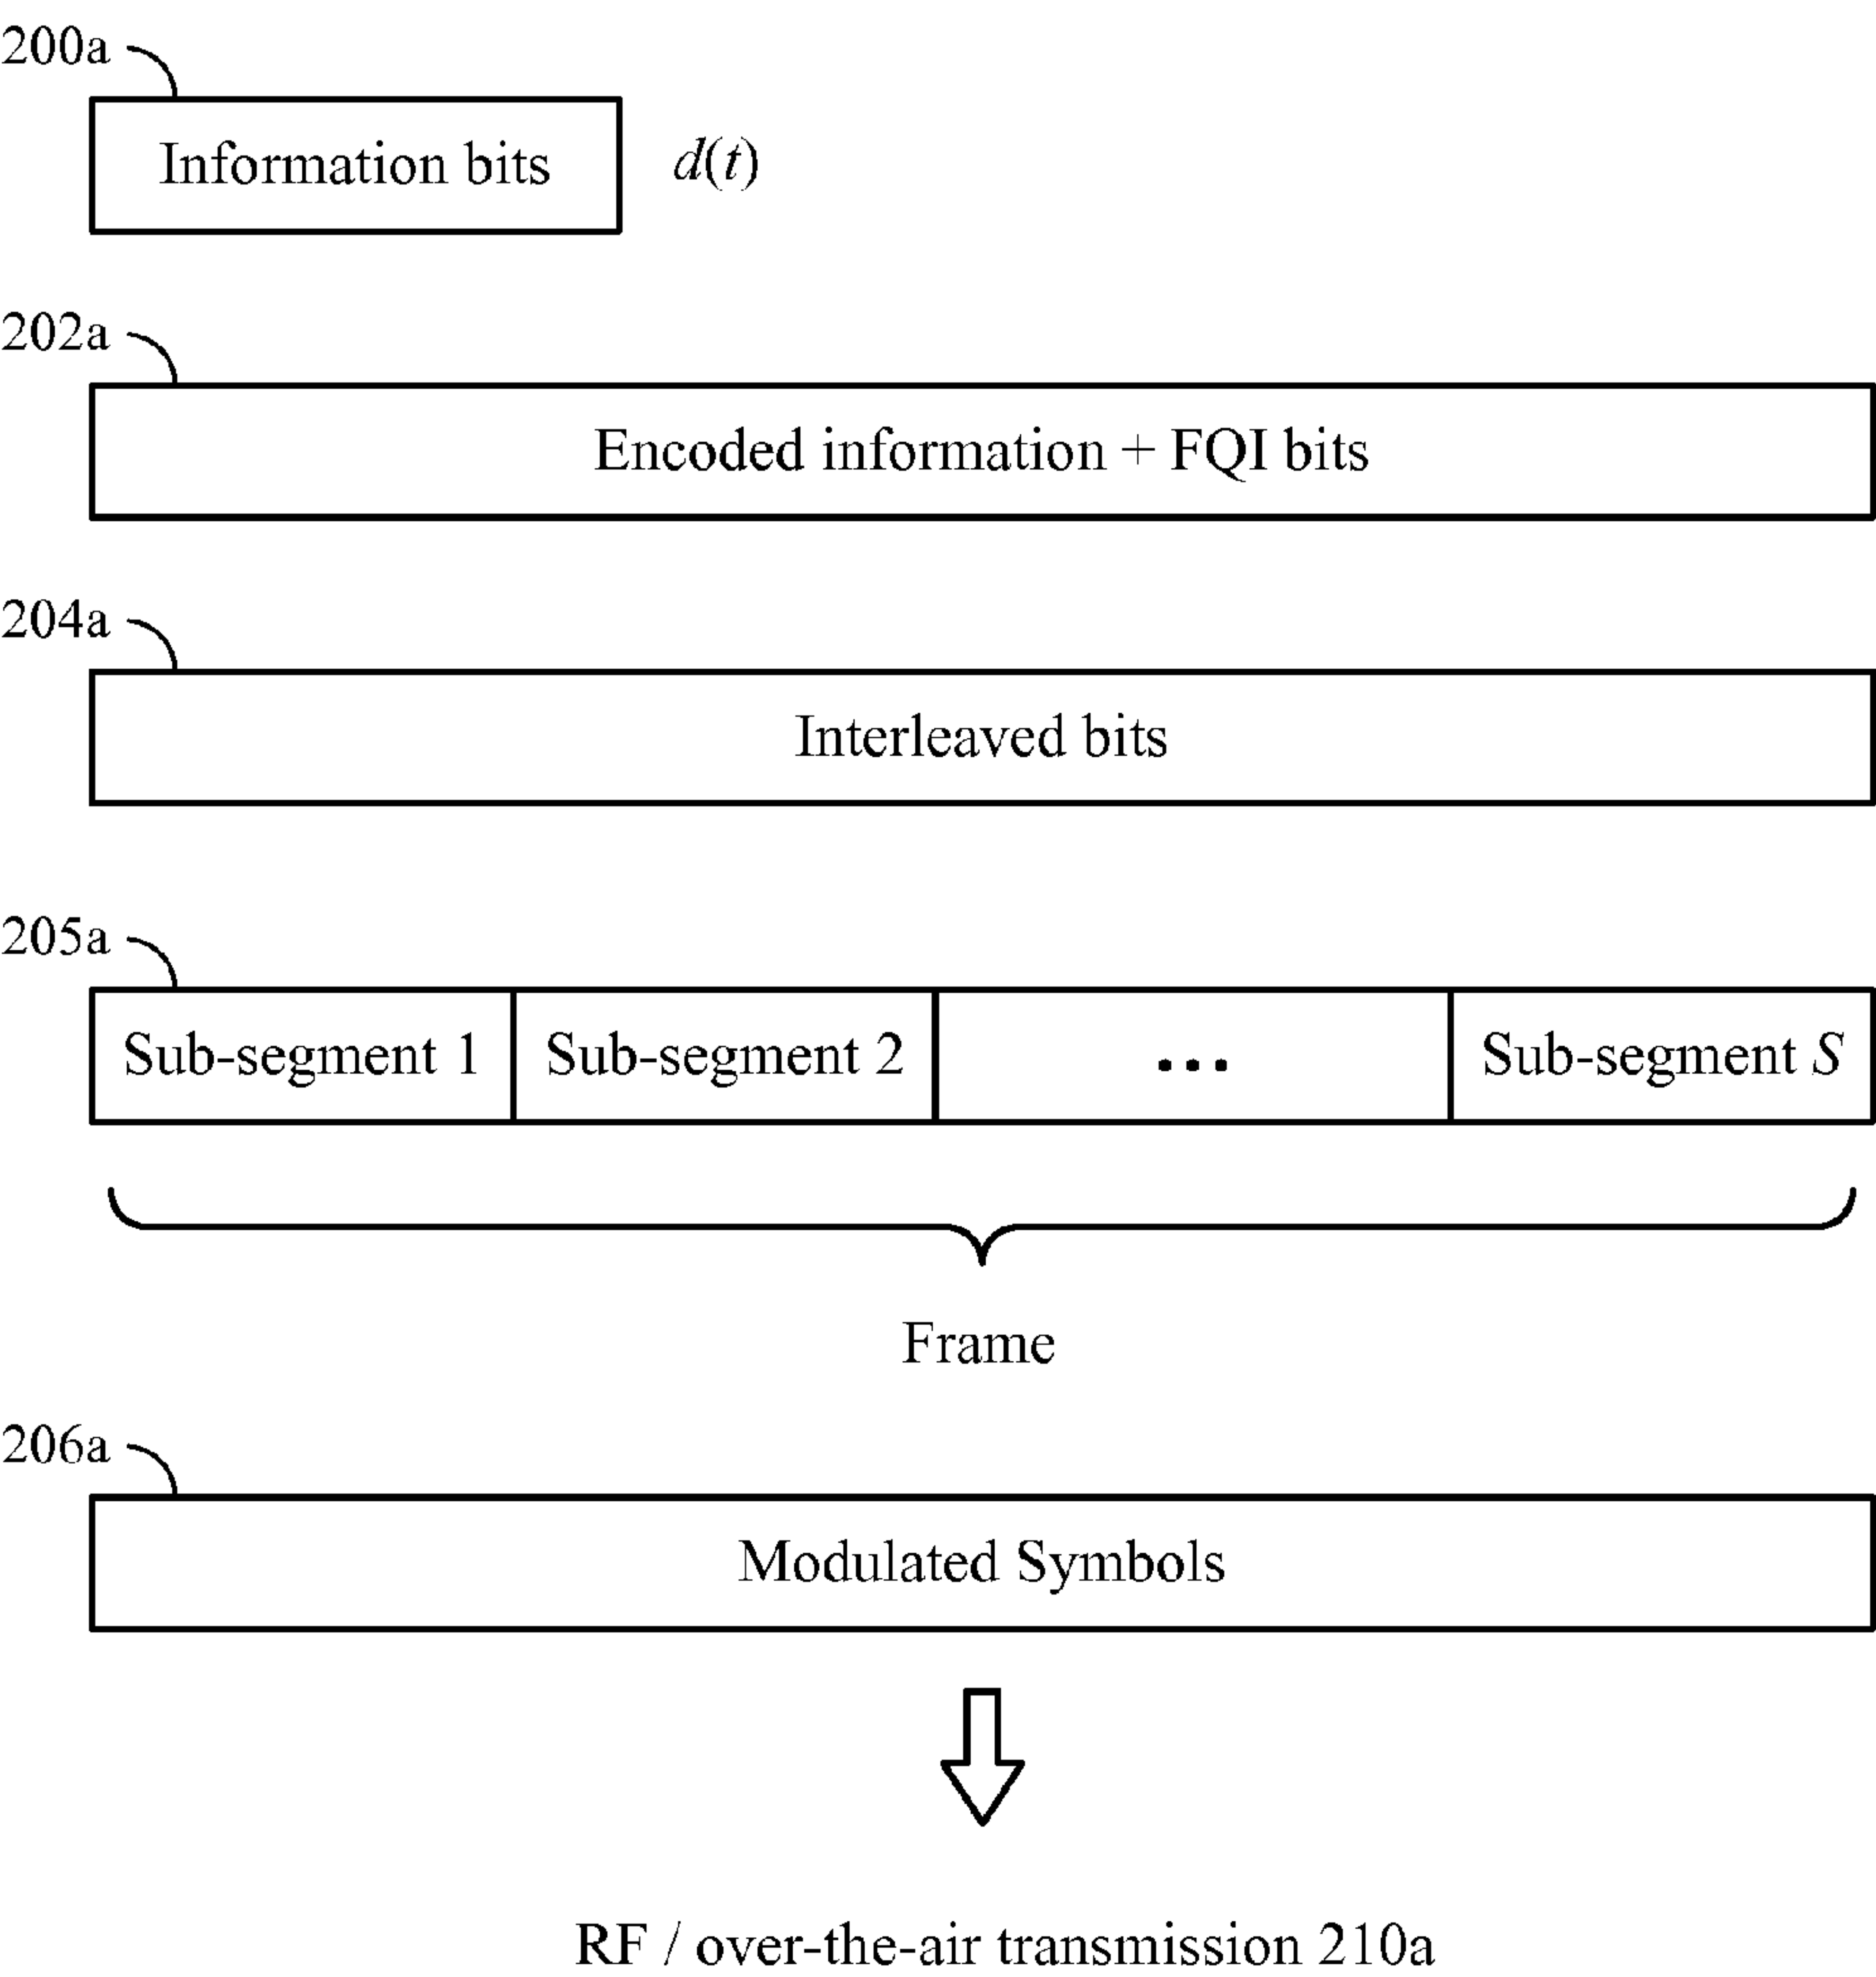 200a
Information bits d(t)
202a
Encoded information + FQI bits
204a
Interleaved bits
205a
Sub-segment 1 Sub-segment 2 ... Sub-segment S
Frame
206a
Modulated Symbols
RF / over-the-air transmission 210a